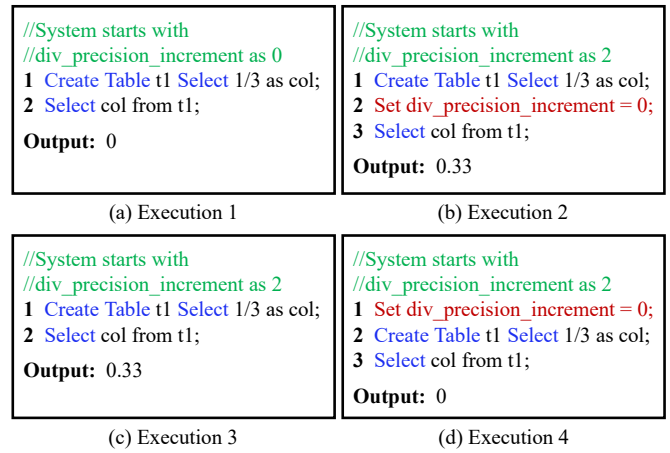 //System starts with
//div_precision_increment as 0
1 Create Table t1 Select 1/3 as col;
2 Select col from t1;
Output: 0
(a) Execution 1
//System starts with
//div_precision_increment as 2
1 Create Table t1 Select 1/3 as col;
2 Set div_precision_increment = 0;
3 Select col from t1;
Output: 0.33
(b) Execution 2
//System starts with
//div_precision_increment as 2
1 Create Table t1 Select 1/3 as col;
2 Select col from t1;
Output: 0.33
(c) Execution 3
//System starts with
//div_precision_increment as 2
1 Set div_precision_increment = 0;
2 Create Table t1 Select 1/3 as col;
3 Select col from t1;
Output: 0
(d) Execution 4